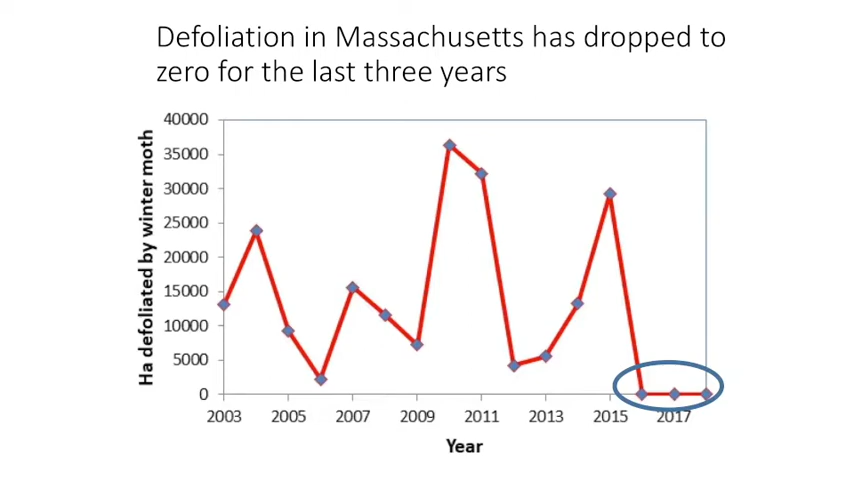 Defoliation in Massachusetts has dropped to
zero for the last three years
40000
35000
30000
25000
20000
15000
10000
5000
0
Ha defoliated by winter moth
2003 2005 2007 2009 2011 2013 2015 2017
Year